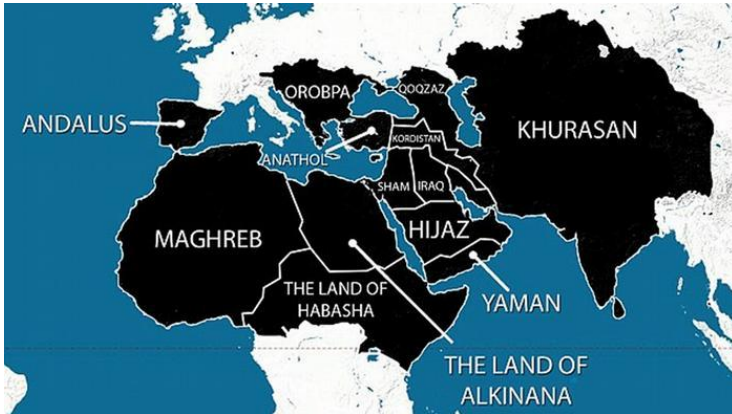 OROBPA
QOQZAZ
ANDALUS
KHURASAN
ANATHOL
KORDISTAN
SHAM
IRAQ
MAGHREB
HIJAZ
THE LAND OF
HABASHA
YAMAN
THE LAND OF
ALKINANA